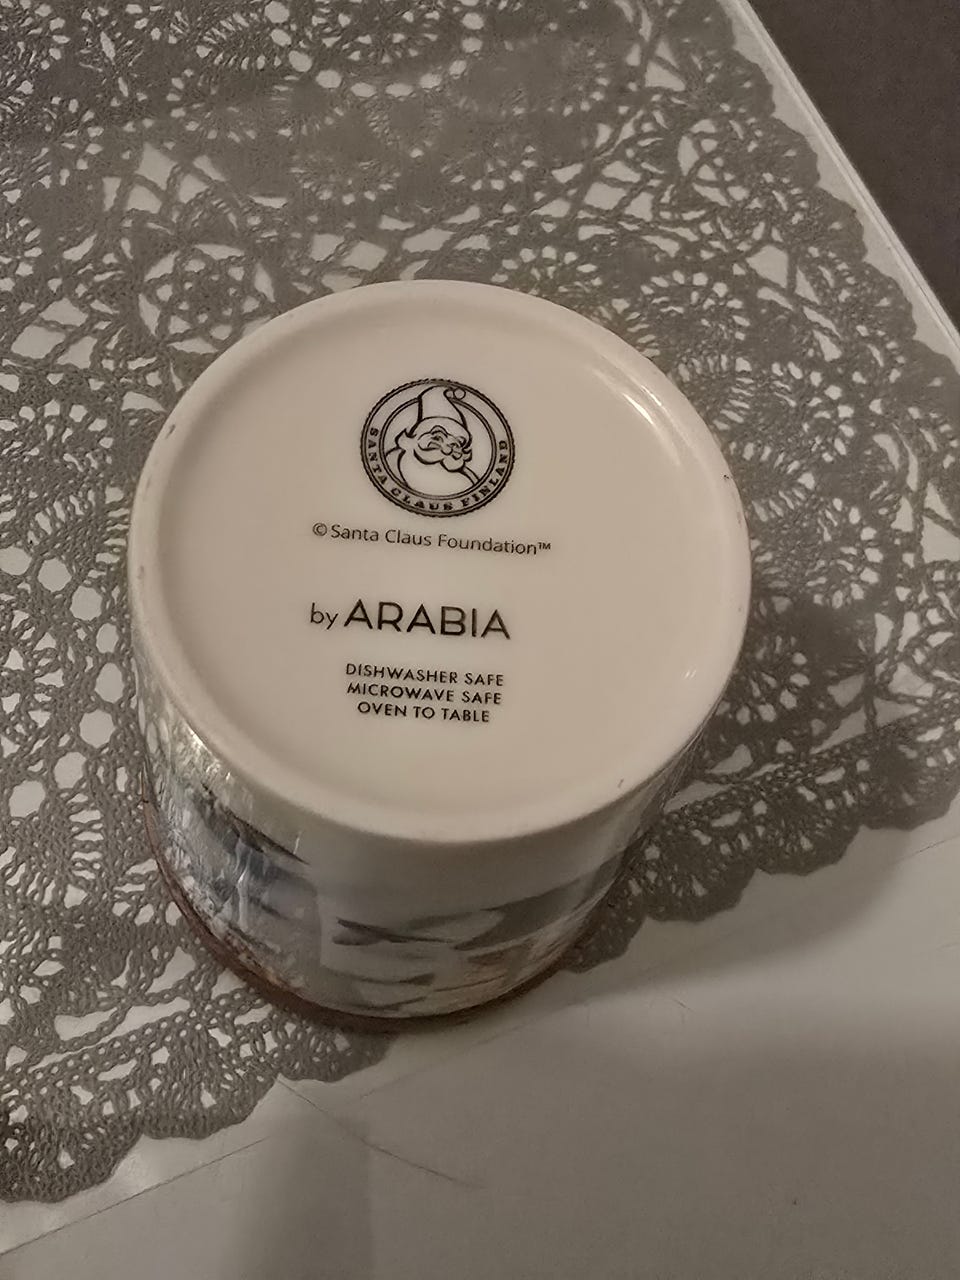 SANTA CLAUS FINLAND
© Santa Claus Foundation™
by ARABIA
DISHWASHER SAFE
MICROWAVE SAFE
OVEN TO TABLE